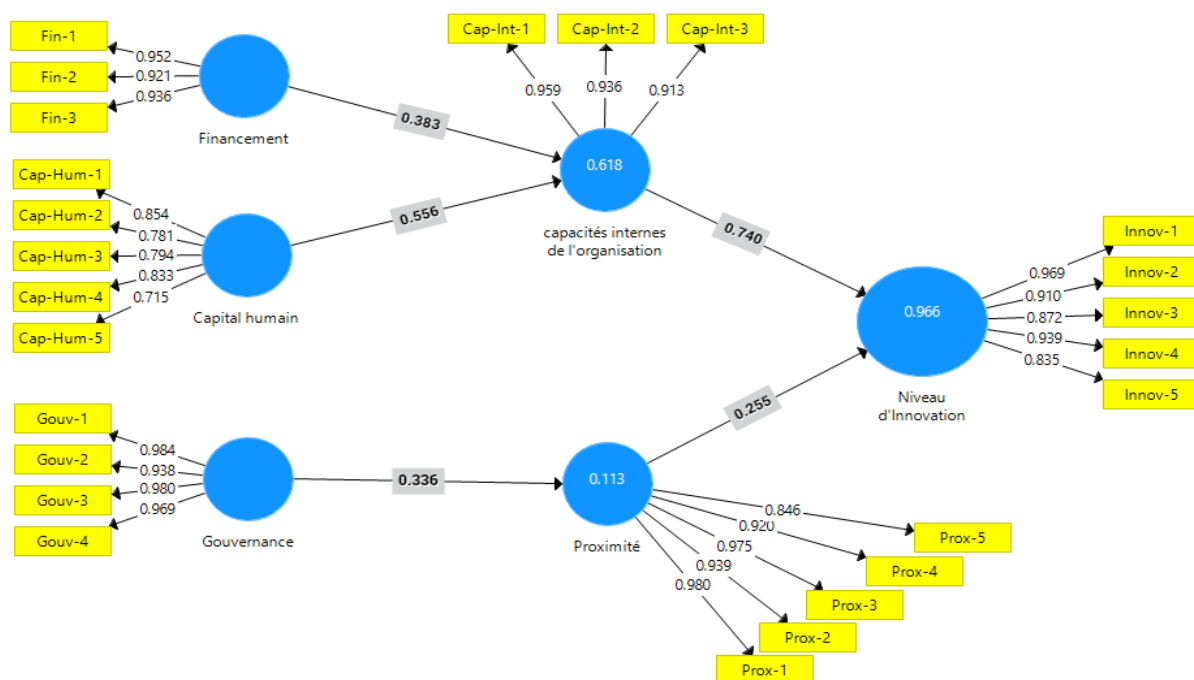 Fin-1
Fin-2
Fin-3
0.952
0.921
0.936
Financement
Cap-Int-1
Cap-Int-2
Cap-Int-3
0.959
0.936
0.913
0.383
0.618
capacités internes
de l'organisation
Cap-Hum-1
Cap-Hum-2
Cap-Hum-3
Cap-Hum-4
Cap-Hum-5
0.854
0.781
0.794
0.833
0.715
Capital humain
0.556
0.740
0.966
Niveau
d'Innovation
0.969
0.910
0.872
0.939
0.835
Innov-1
Innov-2
Innov-3
Innov-4
Innov-5
Gouv-1
Gouv-2
Gouv-3
Gouv-4
0.984
0.938
0.980
0.969
Gouvernance
0.336
0.255
0.113
Proximité
0.846
0.920
0.975
0.939
0.980
Prox-5
Prox-4
Prox-3
Prox-2
Prox-1